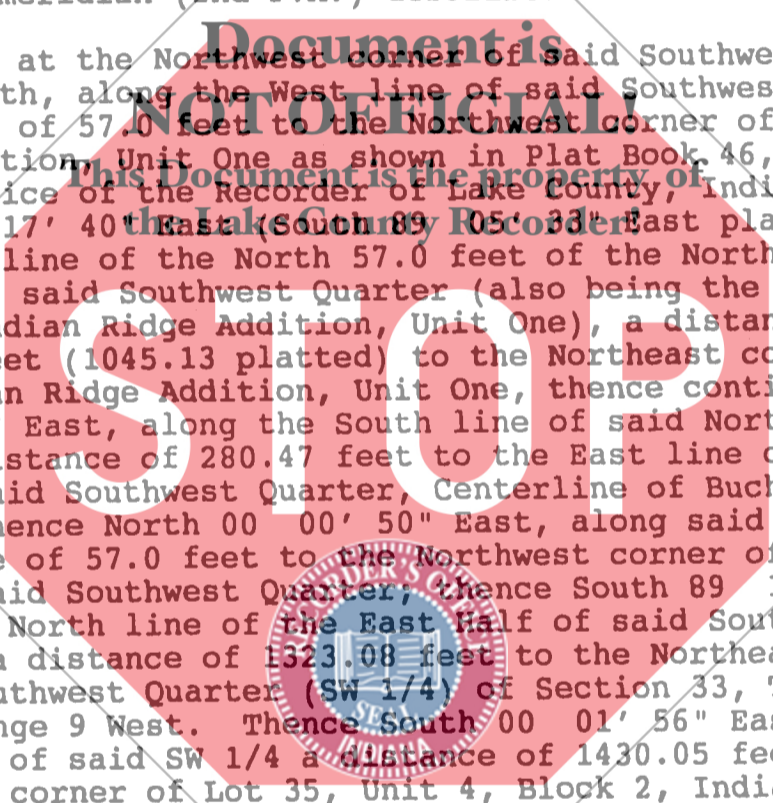 at the Northwest corner of said Southwe
th, along the West line of said Southwes
of 57.0 feet to the Northwest corner of
tion, Unit One as shown in Plat Book 46,
ice of the Recorder of Lake County, Indi
17' 40" East (South 89 05' 33" East pla
line of the North 57.0 feet of the North
said Southwest Quarter (also being the
dian Ridge Addition, Unit One), a distan
et (1045.13 platted) to the Northeast co
n Ridge Addition, Unit One, thence conti
East, along the South line of said Nort
stance of 280.47 feet to the East line o
id Southwest Quarter, Centerline of Buch
ence North 00 00' 50" East, along said
e of 57.0 feet to the Northwest corner of
id Southwest Quarter; thence South 89
North line of the East Half of said Sout
a distance of 1323.08 feet to the Northea
uthwest Quarter (SW 1/4) of Section 33,
nge 9 West. Thence South 00 01' 56" Eas
of said SW 1/4 a distance of 1430.05 fee
corner of Lot 35, Unit 4, Block 2, Indi
Document is
NOT OFFICIAL!
This Document is the property of
the Lake County Recorder!
STOP
RECORDER'S OFFICE
SEAL
INDIANA